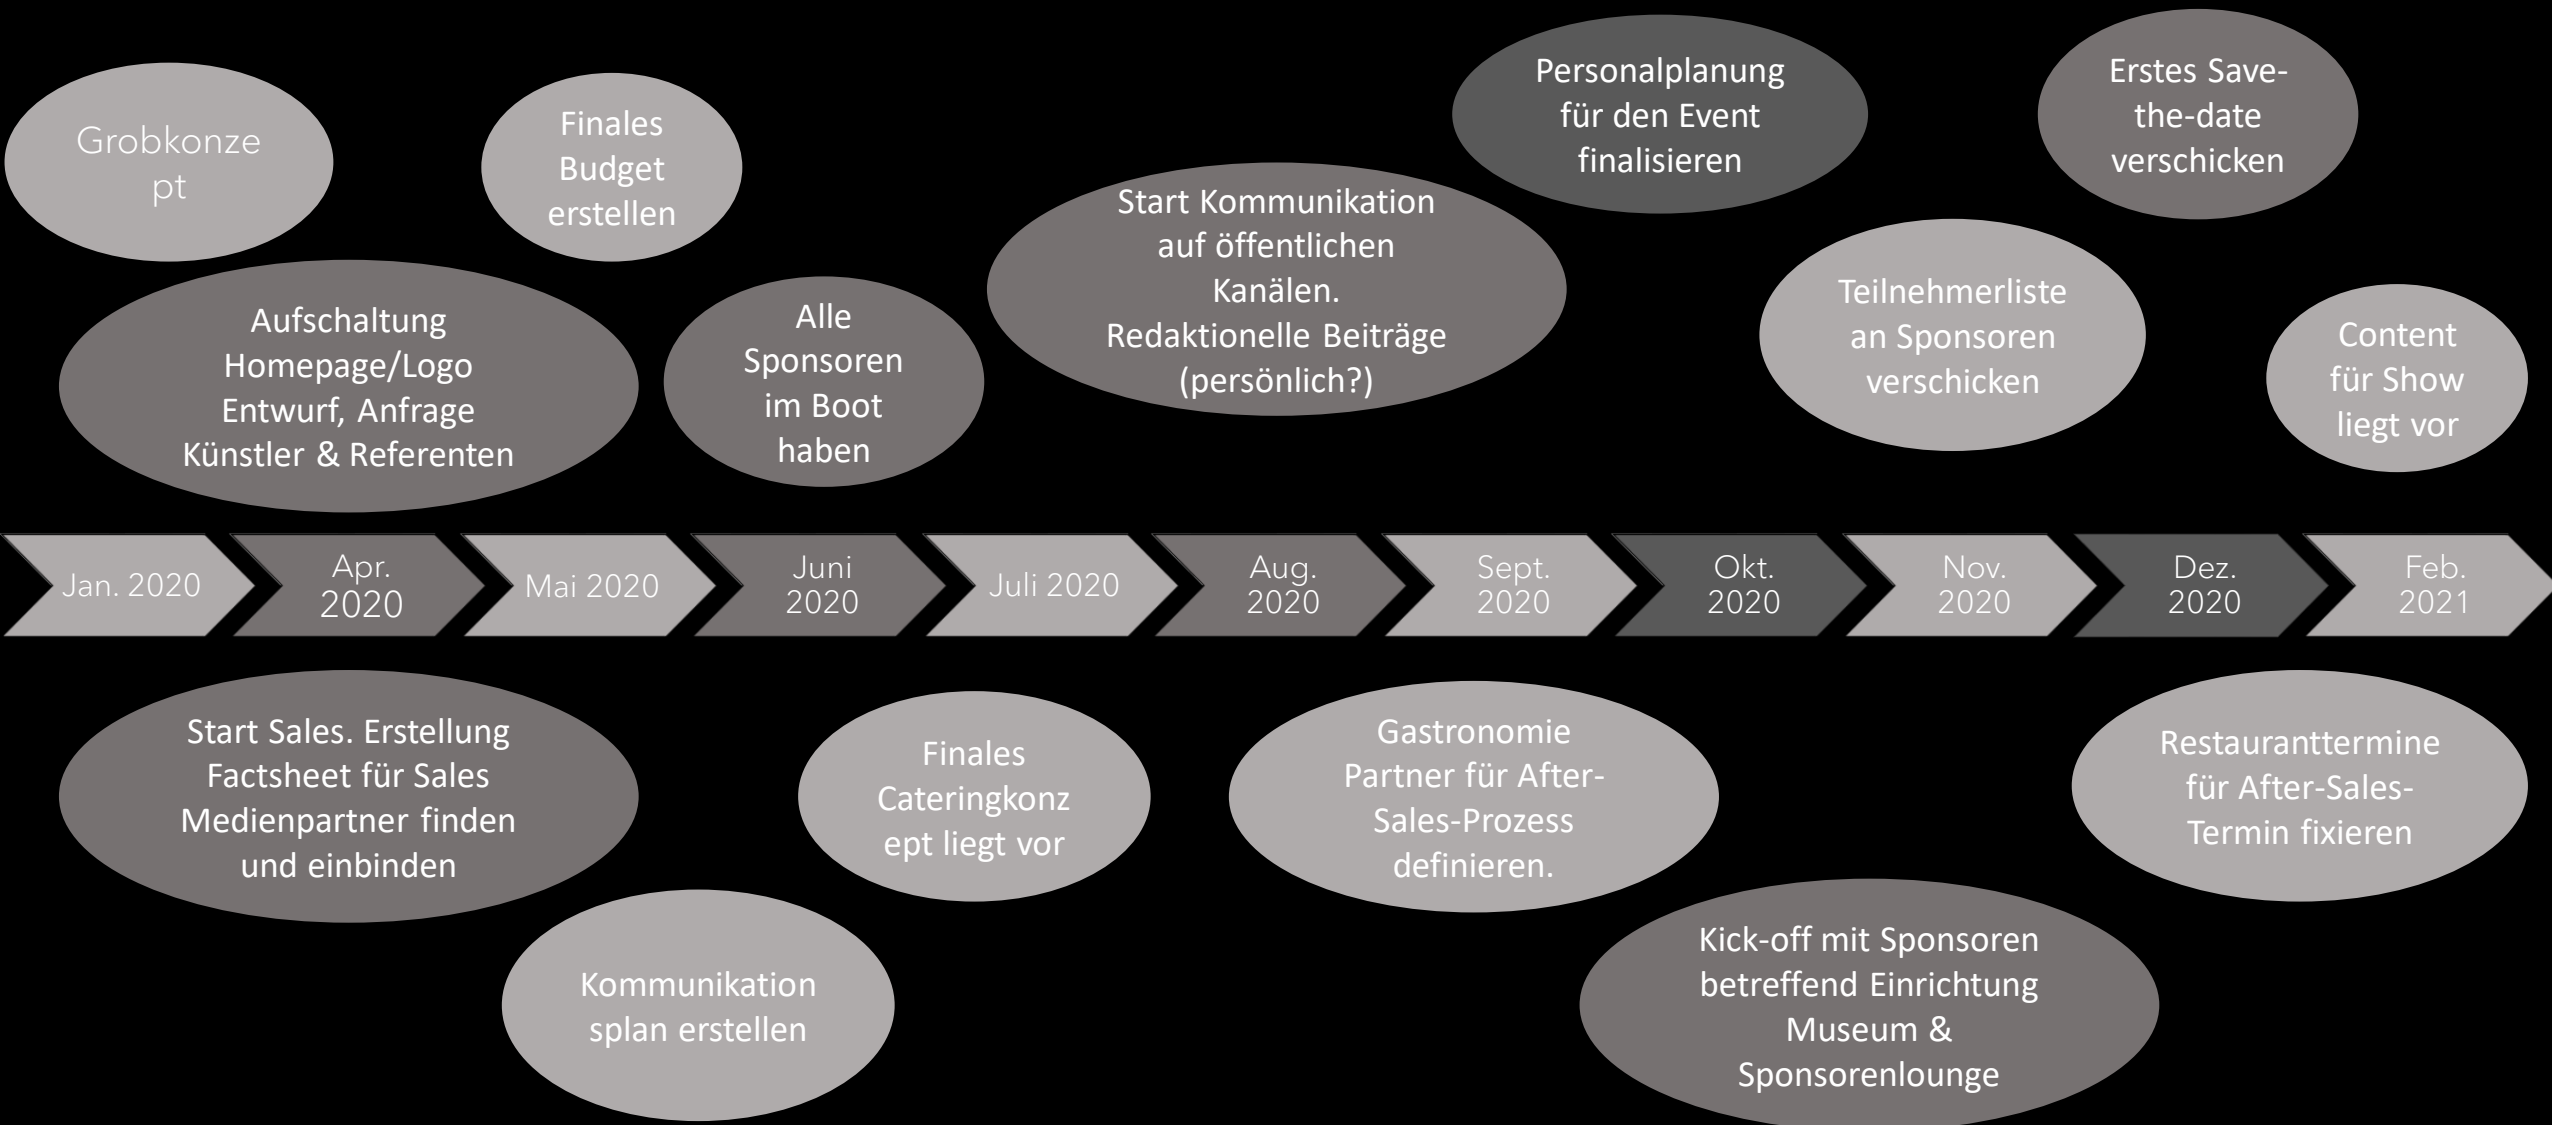 Grobkonze
pt
Finales
Budget
erstellen
Personalplanung
für den Event
finalisieren
Erstes Save-
the-date
verschicken
Aufschaltung
Homepage/Logo
Entwurf, Anfrage
Künstler & Referenten
Alle
Sponsoren
im Boot
haben
Start Kommunikation
auf öffentlichen
Kanälen.
Redaktionelle Beiträge
(persönlich?)
Teilnehmerliste
an Sponsoren
verschicken
Content
für Show
liegt vor
Jan. 2020
Apr.
2020
Mai 2020
Juni
2020
Juli 2020
Aug.
2020
Sept.
2020
Okt.
2020
Nov.
2020
Dez.
2020
Feb.
2021
Start Sales. Erstellung
Factsheet für Sales
Medienpartner finden
und einbinden
Kommunikation
splan erstellen
Finales
Cateringkonz
ept liegt vor
Gastronomie
Partner für After-
Sales-Prozess
definieren.
Kick-off mit Sponsoren
betreffend Einrichtung
Museum &
Sponsorenlounge
Restauranttermine
für After-Sales-
Termin fixieren